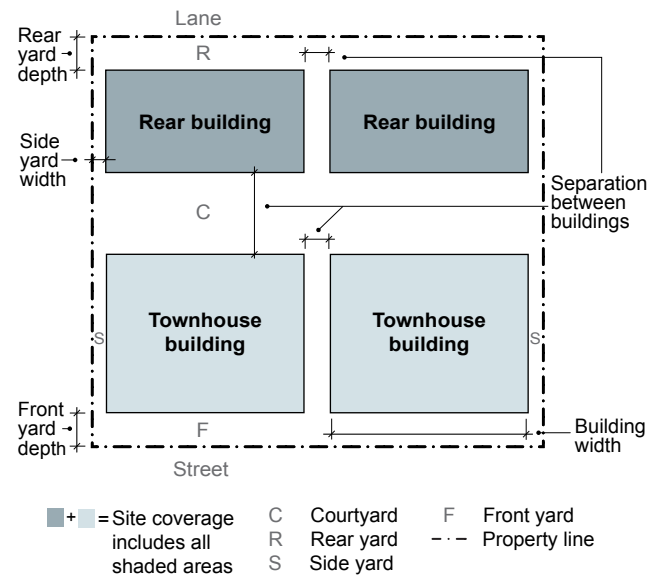 Lane
Rear
yard
depth
R
Rear building
Rear building
Side
yard
width
Separation
between
buildings
C
Townhouse
building
Townhouse
building
S
S
Front
yard
depth
F
Building
width
Street
+ = Site coverage
includes all
shaded areas
C Courtyard
R Rear yard
S Side yard
F Front yard
Property line